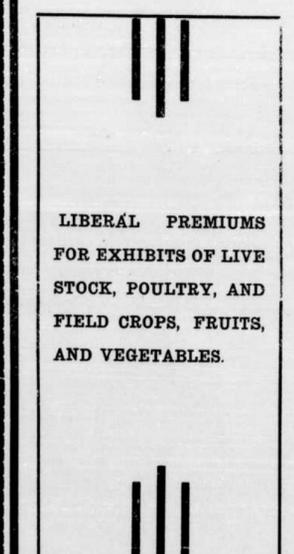 LIBERAL PREMIUMS
FOR EXHIBITS OF LIVE
STOCK, POULTRY, AND
FIELD CROPS, FRUITS,
AND VEGETABLES.